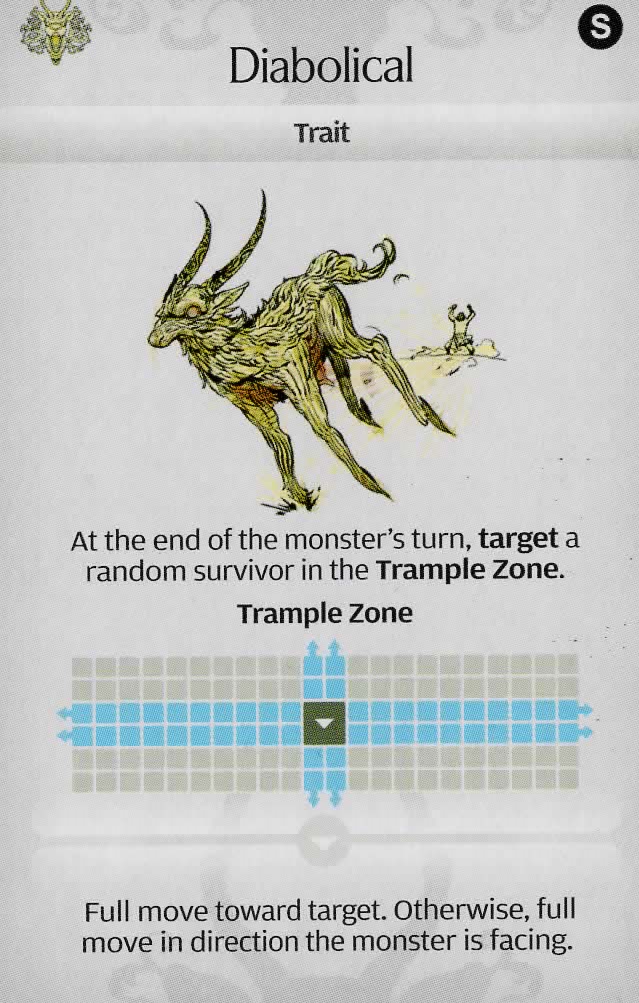 S
Diabolical
Trait
At the end of the monster's turn, target a
random survivor in the Trample Zone.
Trample Zone
Full move toward target. Otherwise, full
move in direction the monster is facing.